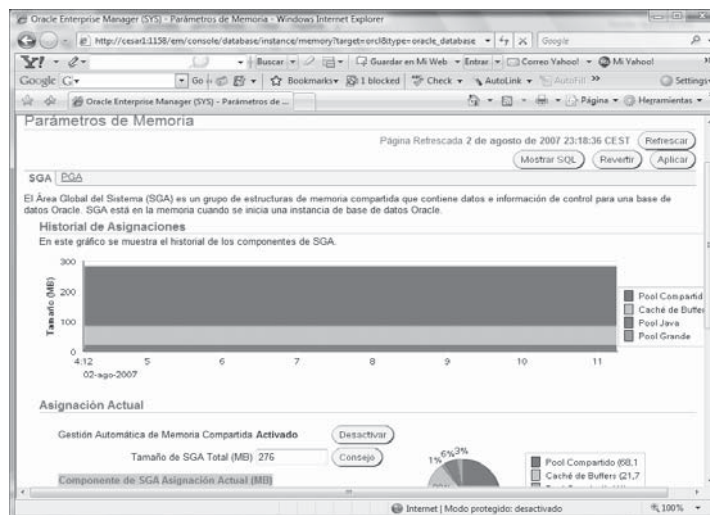 Oracle Enterprise Manager (SYS) - Parámetros de Memoria - Windows Internet Explorer
http://cesar1:1158/em/console/database/instance/memory?target=orcl&type=oracle_database
Google
Buscar Guardar en Mi Web Entrar Correo Yahoo! Mi Yahoo!
Google Go Bookmarks 1 blocked Check AutoLink AutoFill Settings
Oracle Enterprise Manager (SYS) - Parámetros de ...
Página Herramientas
Parámetros de Memoria
Página Refrescada 2 de agosto de 2007 23:18:36 CEST Refrescar
Mostrar SQL Revertir Aplicar
SGA PGA
El Área Global del Sistema (SGA) es un grupo de estructuras de memoria compartida que contiene datos e información de control para una base de
datos Oracle. SGA está en la memoria cuando se inicia una instancia de base de datos Oracle.
Historial de Asignaciones
En este gráfico se muestra el historial de los componentes de SGA.
Tamaño (MB)
300
200
100
0
4:12 5 6 7 8 9 10 11
02-ago-2007
Pool Compartid
Caché de Buffer
Pool Java
Pool Grande
Asignación Actual
Gestión Automática de Memoria Compartida Activado Desactivar
Tamaño de SGA Total (MB) 276 Consejo
Componente de SGA Asignación Actual (MB)
1% 6% 3%
Pool Compartido (68,1
Caché de Buffers (21,7
Internet | Modo protegido: desactivado
100%